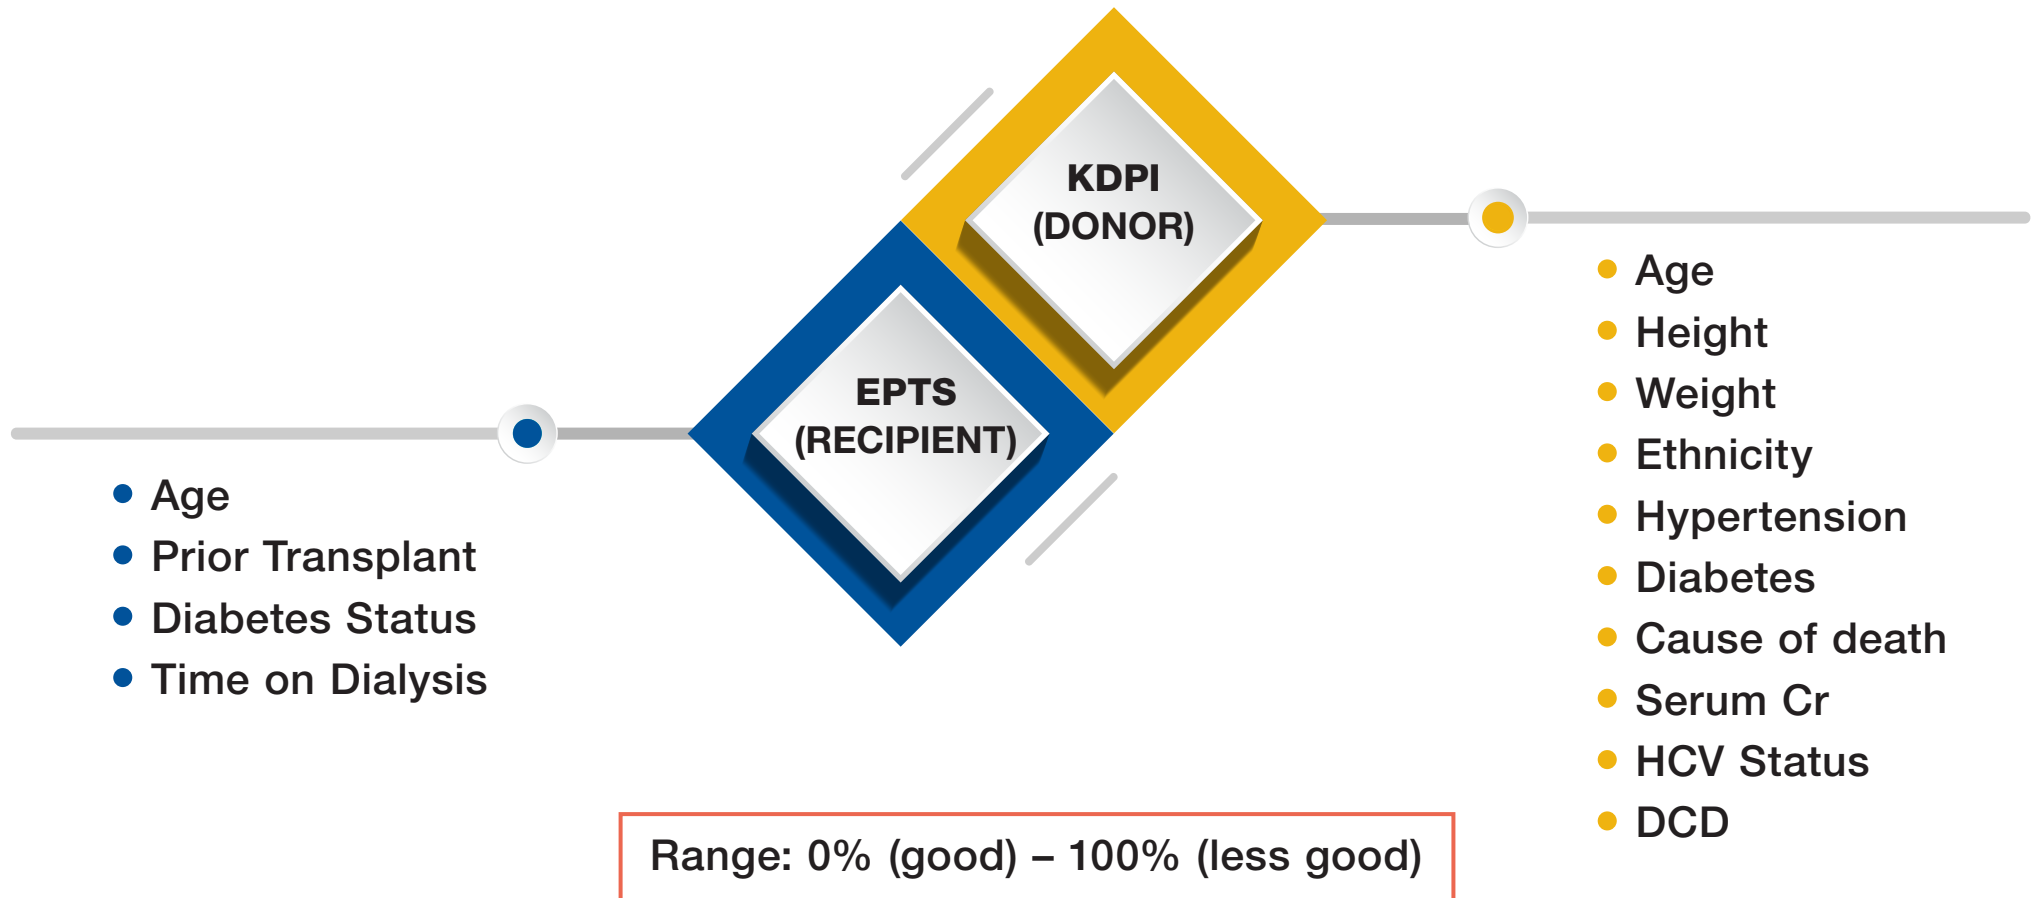 KDPI
(DONOR)
EPTS
(RECIPIENT)
Age
Prior Transplant
Diabetes Status
Time on Dialysis
Age
Height
Weight
Ethnicity
Hypertension
Diabetes
Cause of death
Serum Cr
HCV Status
DCD
Range: 0% (good) – 100% (less good)